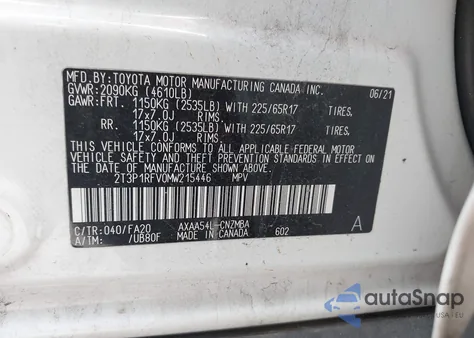 MFD.BY:TOYOTA MOTOR MANUFACTURING CANADA INC.
GVWR:2090KG (4610LB) 06/21
GAWR:FRT. 1150KG (2535LB) WITH 225/65R17 TIRES,
17x7.0J RIMS,
RR. 1150KG (2535LB) WITH 225/65R17 TIRES,
17x7.0J RIMS,
THIS VEHICLE CONFORMS TO ALL APPLICABLE FEDERAL MOTOR
VEHICLE SAFETY AND
STANDARDS IN EFFECT ON THE DATE OF MANUFACTURE SHOWN ABOVE.
2T3P1RFV0MW215446 MPV
C/TR:040/FA20 AXAA54L-CNZMBA
A/TM: /UB80F MADE IN CANADA 602 A
autoSnap
USA | EU